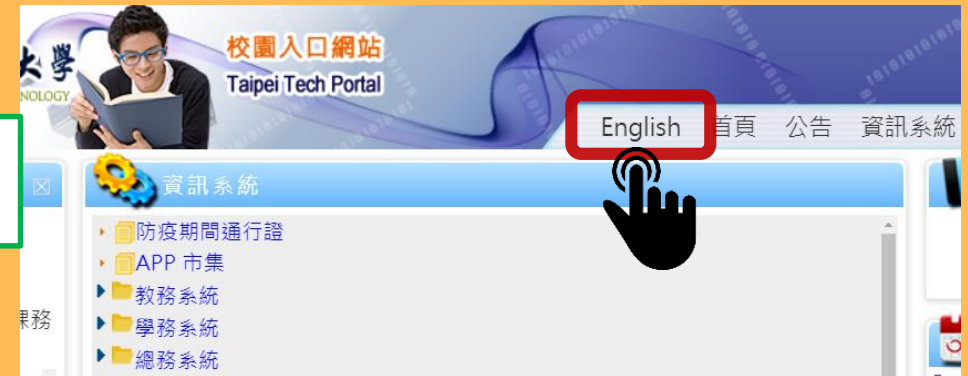 大學
NOLOGY
校園入口網站
Taipei Tech Portal
English 首頁 公告 資訊系統
資訊系統
防疫期間通行證
APP 市集
教務系統
學務系統
總務系統
課務